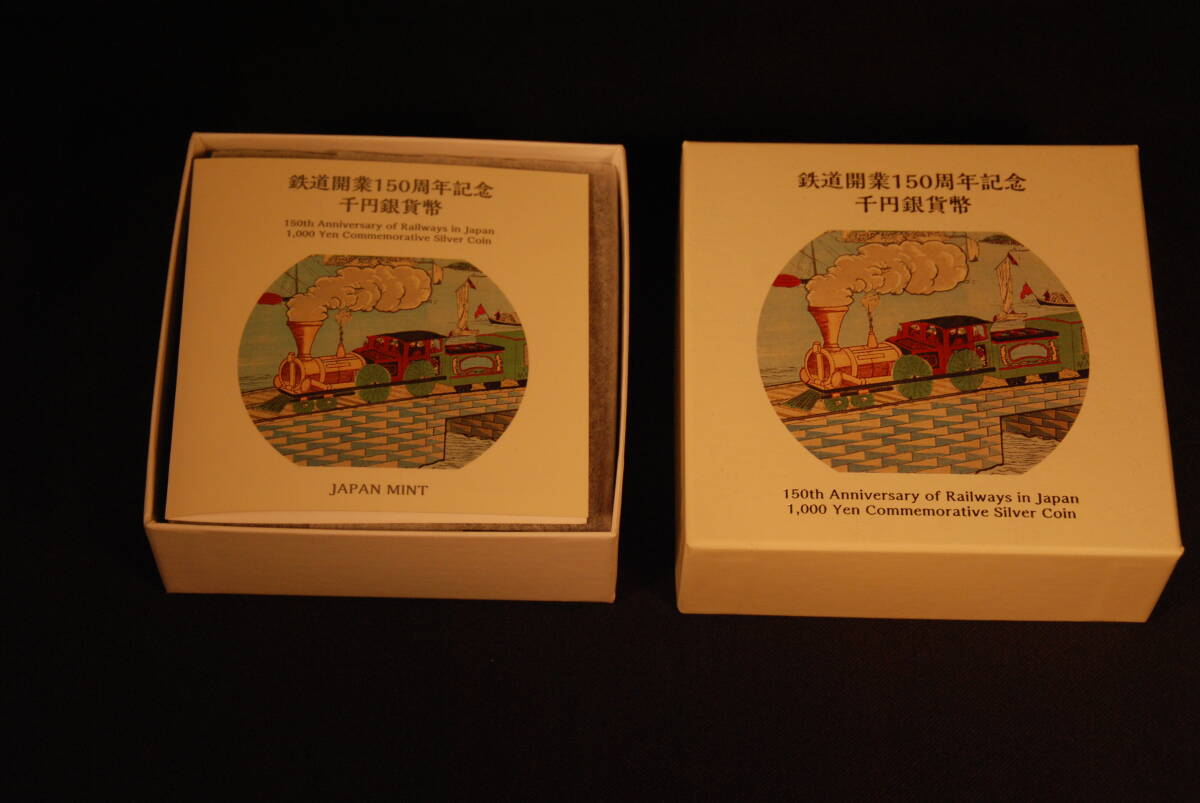 鉄道開業150周年記念
千円銀貨幣
150th Anniversary of Railways in Japan
1,000 Yen Commemorative Silver Coin
JAPAN MINT
鉄道開業150周年記念
千円銀貨幣
150th Anniversary of Railways in Japan
1,000 Yen Commemorative Silver Coin